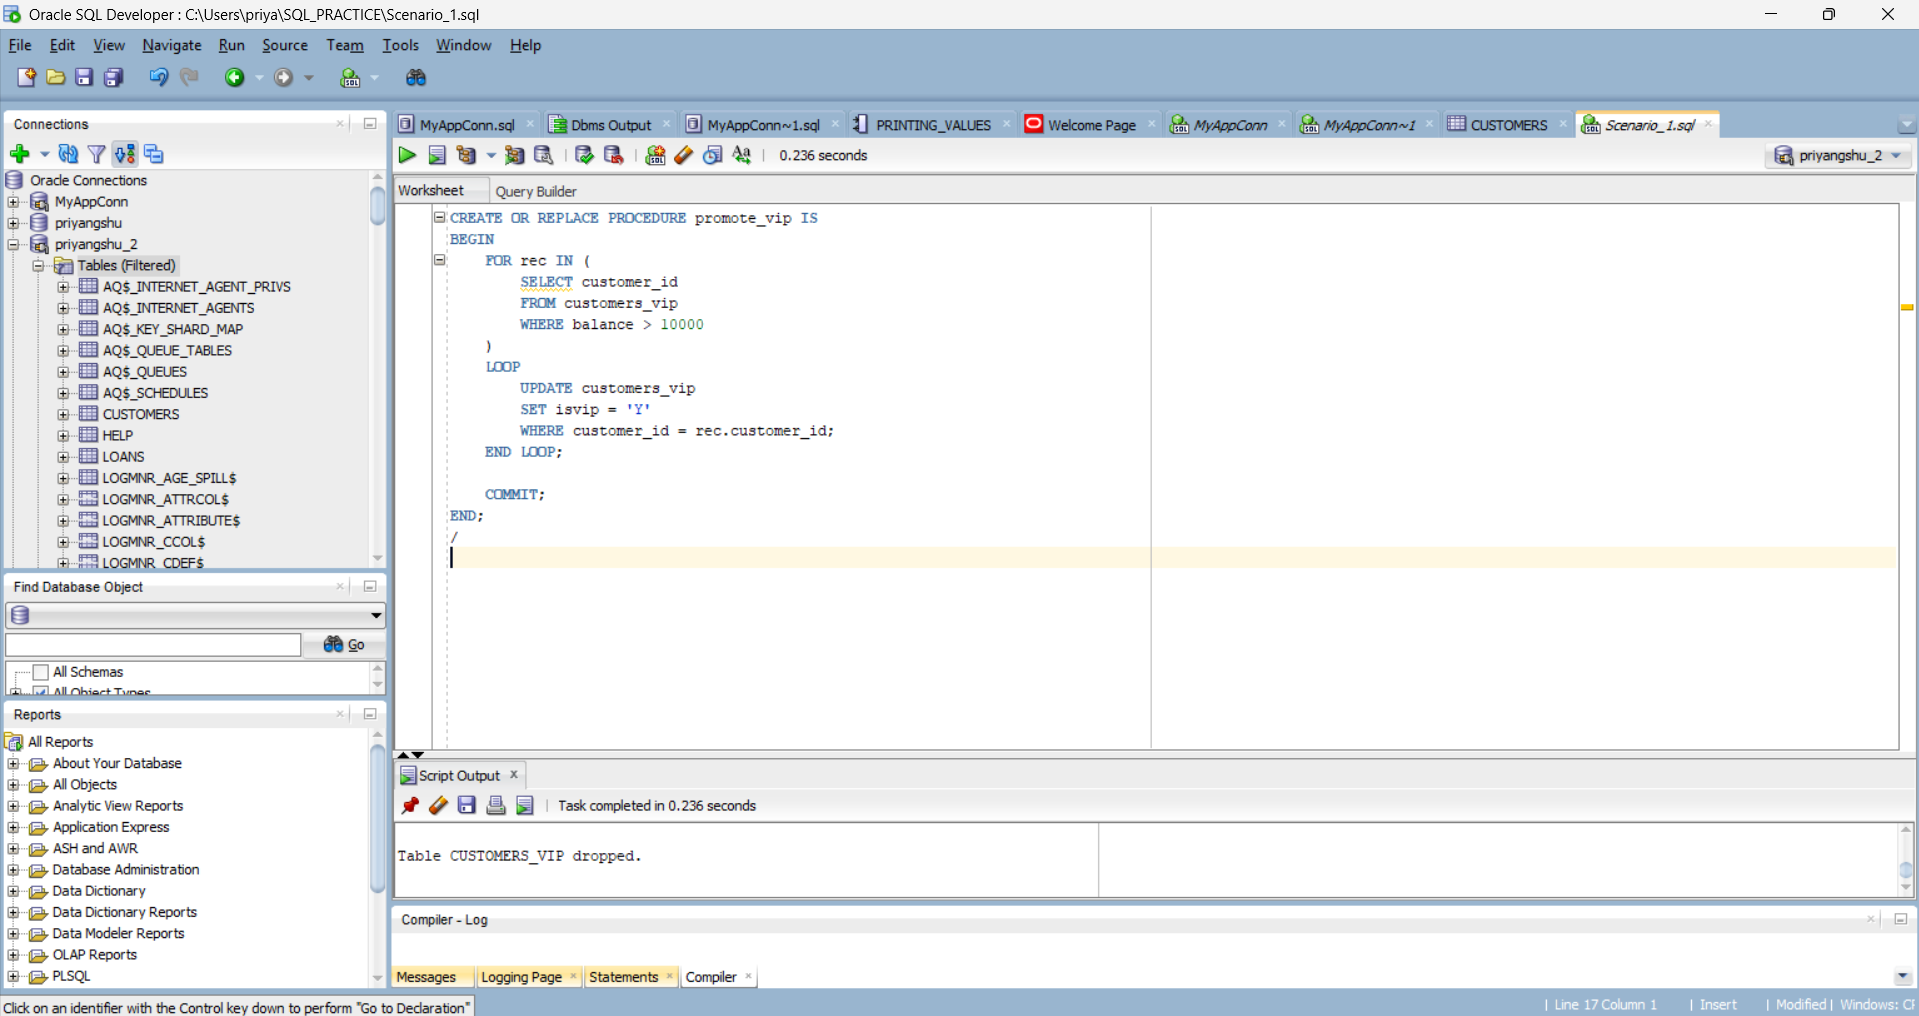 Oracle SQL Developer : C:\Users\priya\SQL_PRACTICE\Scenario_1.sql
File Edit View Navigate Run Source Team Tools Window Help
Connections
Oracle Connections
MyAppConn
priyangshu
priyangshu_2
Tables (Filtered)
AQ$_INTERNET_AGENT_PRIVS
AQ$_INTERNET_AGENTS
AQ$_KEY_SHARD_MAP
AQ$_QUEUE_TABLES
AQ$_QUEUES
AQ$_SCHEDULES
CUSTOMERS
HELP
LOANS
LOGMNR_AGE_SPILL$
LOGMNR_ATTRCOL$
LOGMNR_ATTRIBUTE$
LOGMNR_CCOL$
LOGMNR_CDEF$
Find Database Object
Go
All Schemas
All Object Types
Reports
All Reports
About Your Database
All Objects
Analytic View Reports
Application Express
ASH and AWR
Database Administration
Data Dictionary
Data Dictionary Reports
Data Modeler Reports
OLAP Reports
PLSQL
MyAppConn.sql Dbms Output MyAppConn~1.sql PRINTING_VALUES Welcome Page MyAppConn MyAppConn~1 CUSTOMERS Scenario_1.sql
0.236 seconds priyangshu_2
Worksheet Query Builder
CREATE OR REPLACE PROCEDURE promote_vip IS
BEGIN
FOR rec IN (
SELECT customer_id
FROM customers_vip
WHERE balance > 10000
)
LOOP
UPDATE customers_vip
SET isvip = 'Y'
WHERE customer_id = rec.customer_id;
END LOOP;
COMMIT;
END;
/
Script Output
Task completed in 0.236 seconds
Table CUSTOMERS_VIP dropped.
Compiler - Log
Messages Logging Page Statements Compiler
Click on an identifier with the Control key down to perform "Go to Declaration"
Line 17 Column 1 Insert Modified Windows: